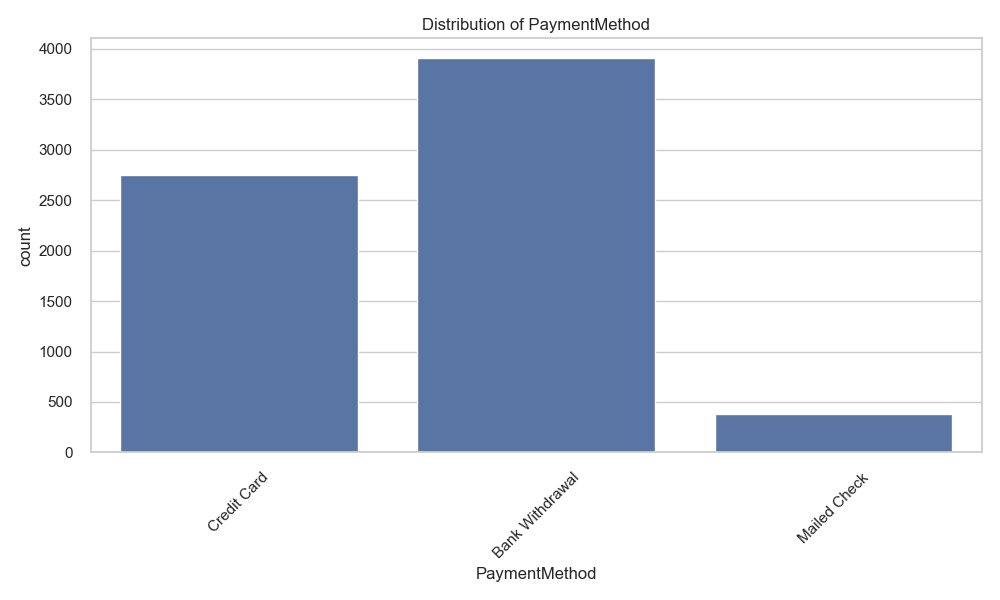 Distribution of PaymentMethod
4000
3500
3000
2500
2000
1500
1000
500
0
count
Credit Card
Bank Withdrawal
Mailed Check
PaymentMethod